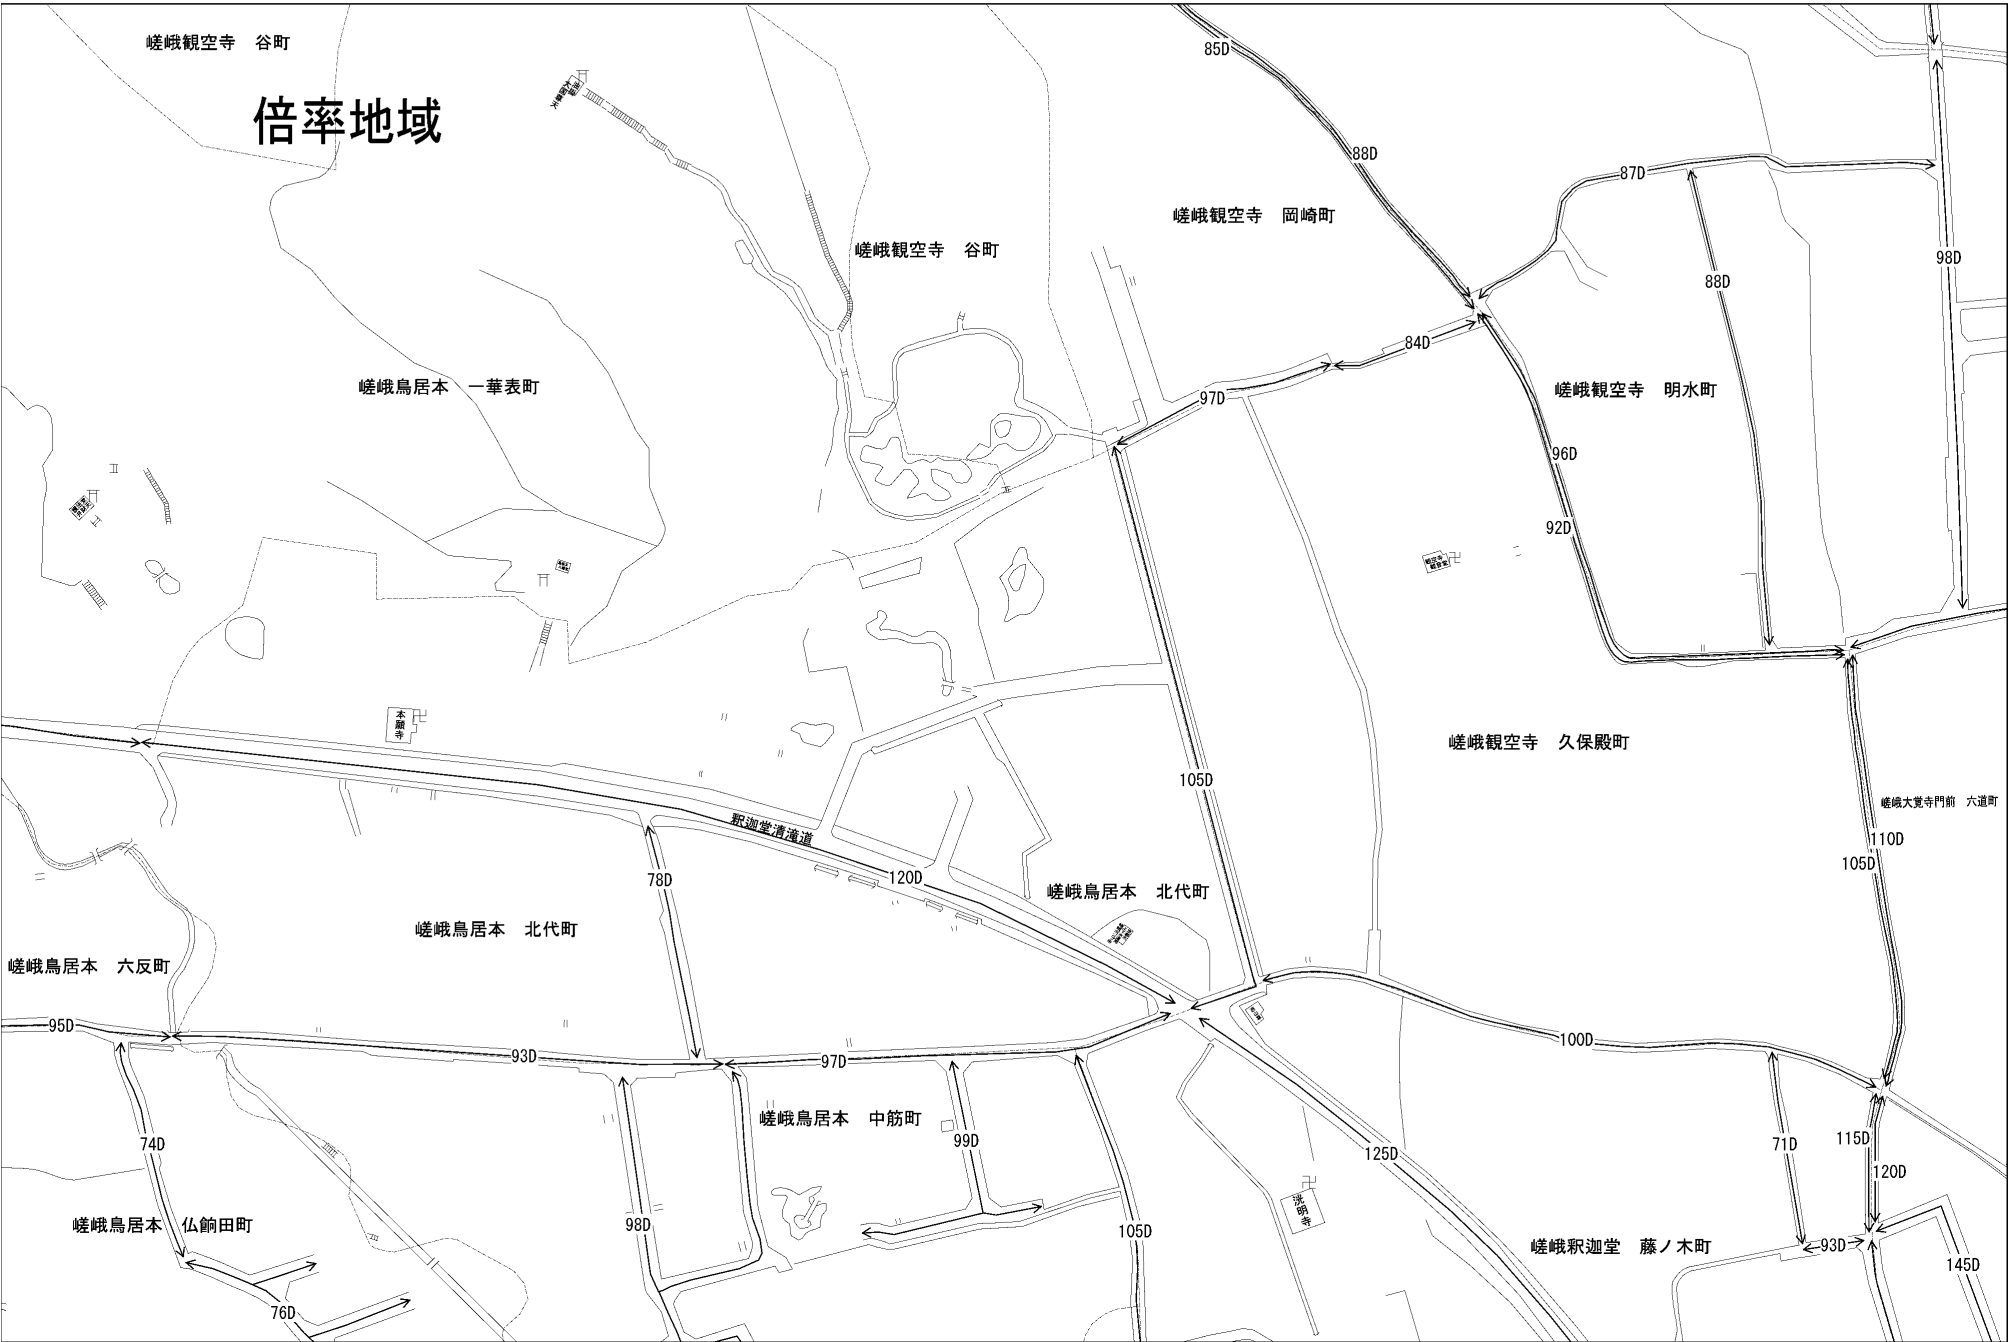 嵯峨観空寺　谷町
85D
倍率地域
88D
87D
嵯峨観空寺　岡崎町
嵯峨観空寺　谷町
98D
88D
84D
嵯峨鳥居本　一華表町
嵯峨観空寺　明水町
97D
96D
92D
本願寺
嵯峨観空寺　久保殿町
105D
嵯峨大覚寺門前　六道町
釈迦堂清滝道
110D
105D
78D
120D
嵯峨鳥居本　北代町
嵯峨鳥居本　北代町
嵯峨鳥居本　六反町
95D
100D
93D
97D
嵯峨鳥居本　中筋町
115D
99D
74D
71D
125D
120D
洸明寺
嵯峨鳥居本　仏餉田町
98D
105D
嵯峨釈迦堂　藤ノ木町
93D
145D
76D